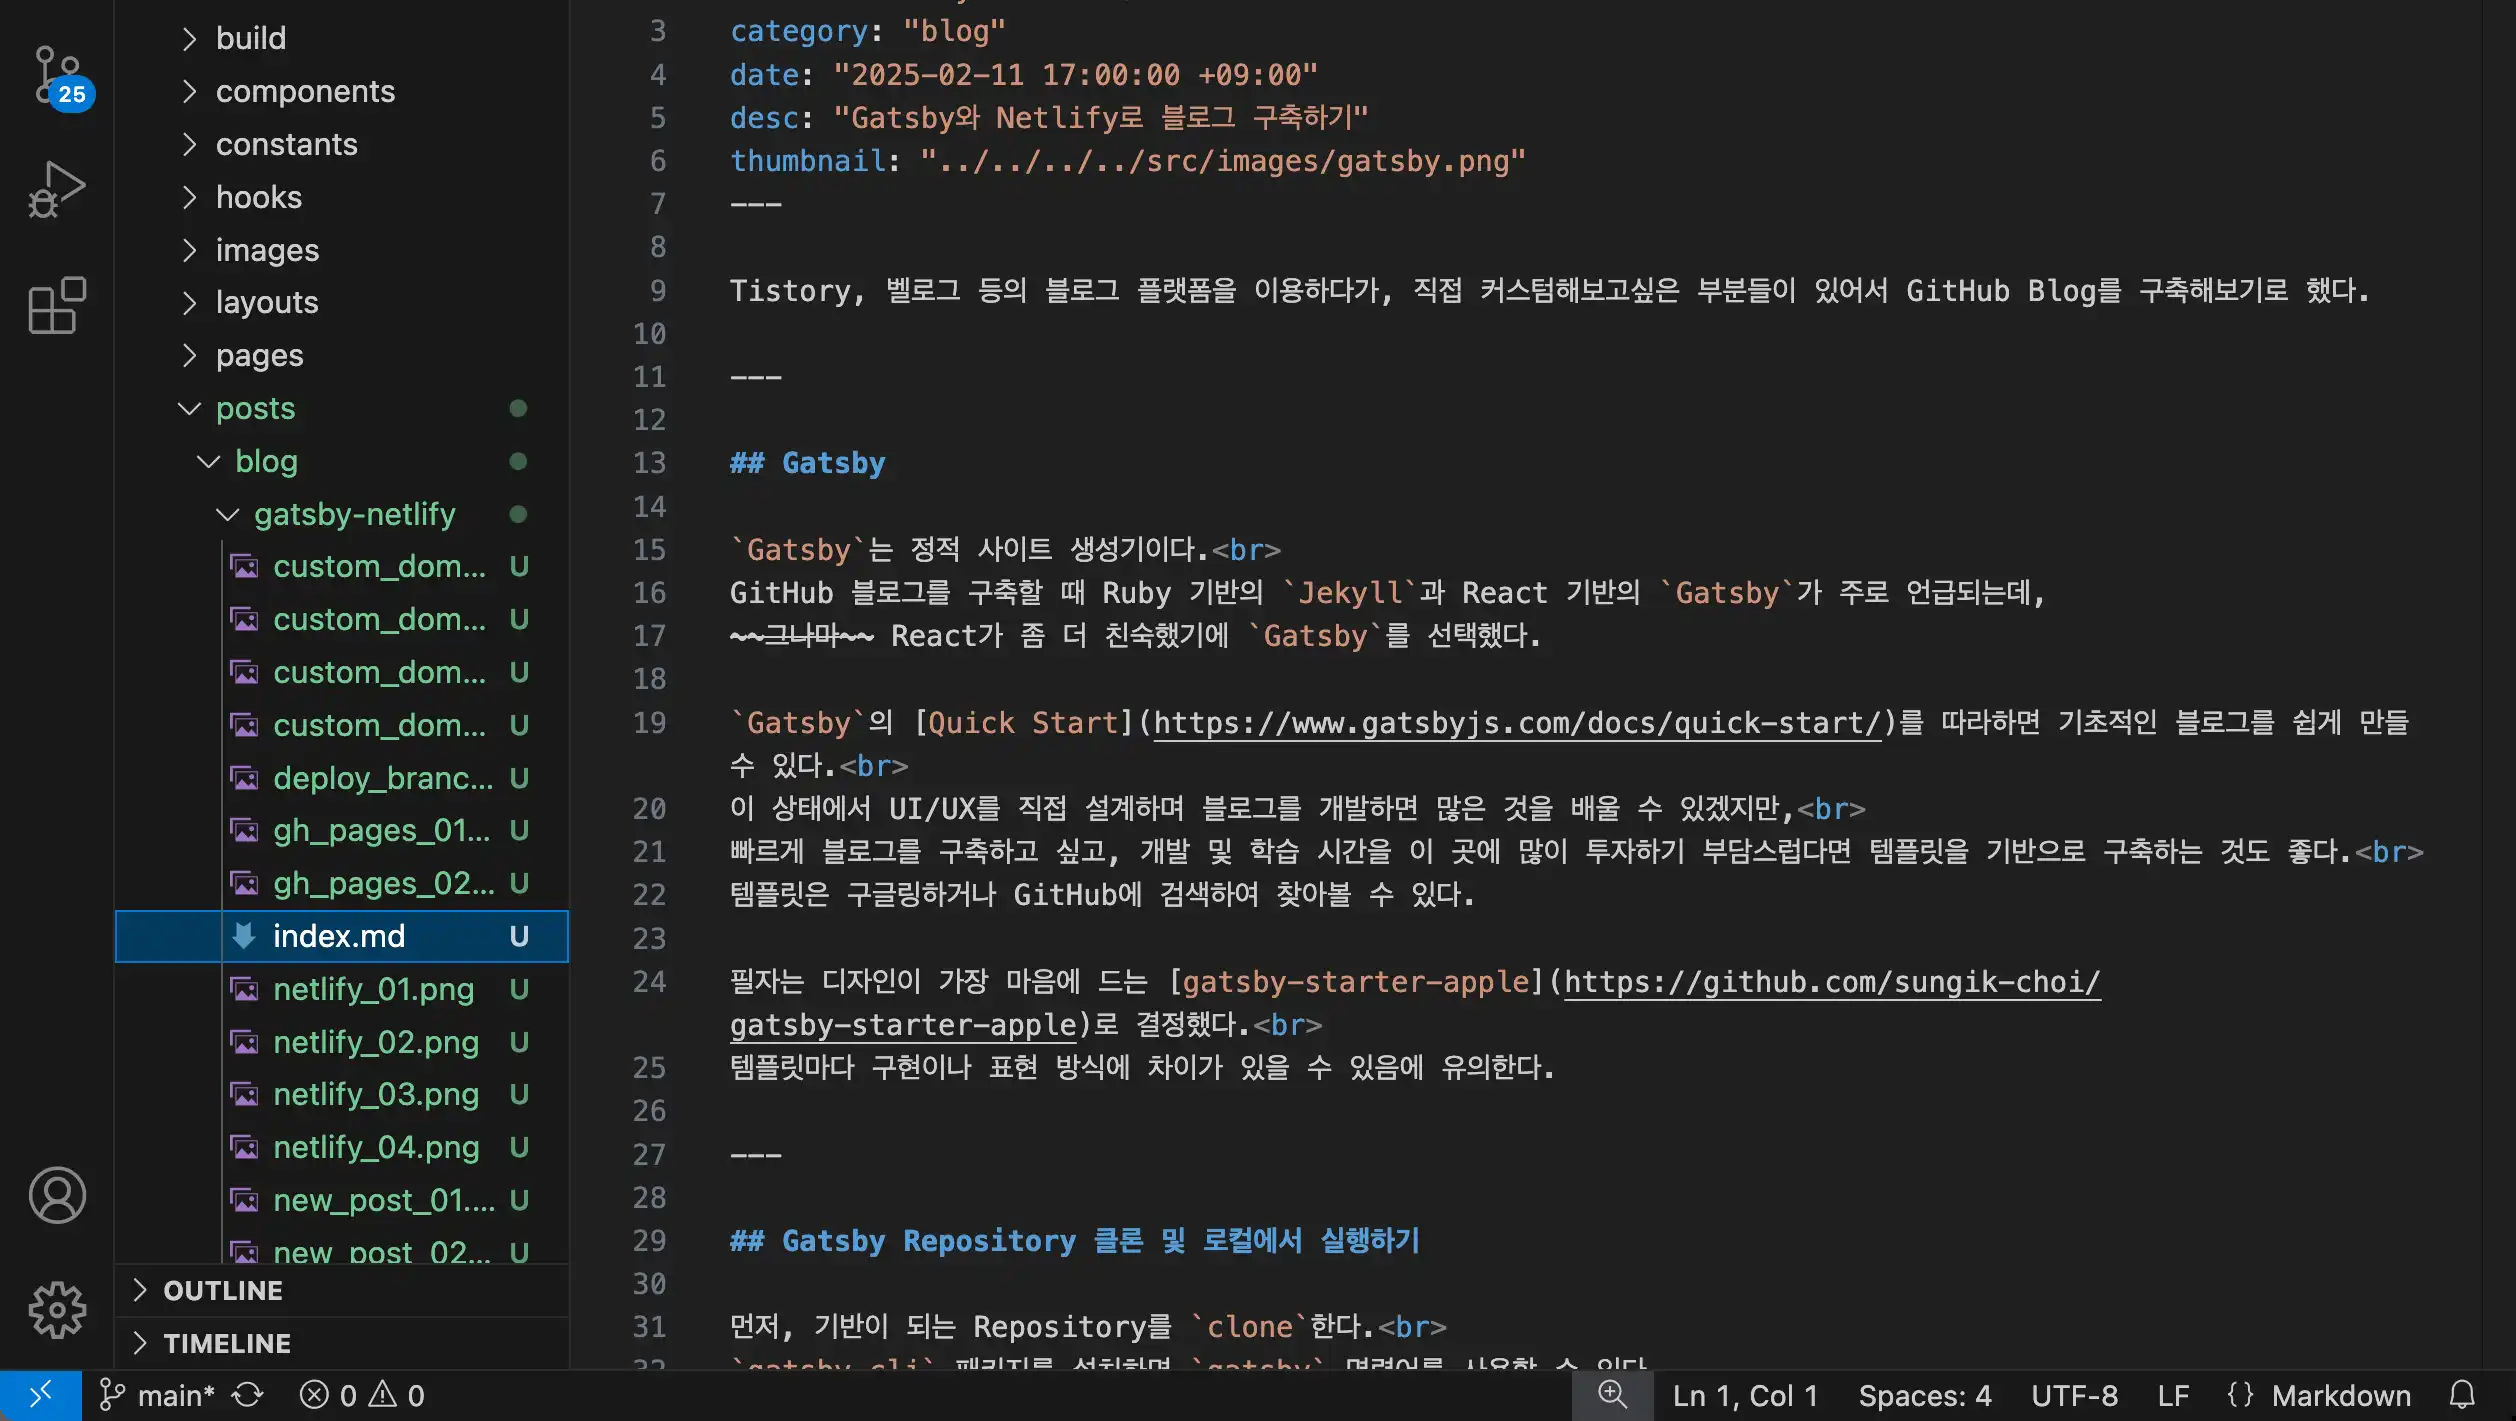 25
build
components
constants
hooks
images
layouts
pages
posts
blog
gatsby-netlify
custom_dom... U
custom_dom... U
custom_dom... U
custom_dom... U
deploy_branc... U
gh_pages_01... U
gh_pages_02... U
index.md U
netlify_01.png U
netlify_02.png U
netlify_03.png U
netlify_04.png U
new_post_01.... U
new_post_02... U
OUTLINE
TIMELINE
3 category: "blog"
4 date: "2025-02-11 17:00:00 +09:00"
5 desc: "Gatsby와 Netlify로 블로그 구축하기"
6 thumbnail: "../../../../src/images/gatsby.png"
7 ---
8
9 Tistory, 벨로그 등의 블로그 플랫폼을 이용하다가, 직접 커스텀해보고싶은 부분들이 있어서 GitHub Blog를 구축해보기로 했다.
10
11 ---
12
13 ## Gatsby
14
15 `Gatsby`는 정적 사이트 생성기이다.<br>
16 GitHub 블로그를 구축할 때 Ruby 기반의 `Jekyll`과 React 기반의 `Gatsby`가 주로 언급되는데,
17 ~~그나마~~ React가 좀 더 친숙했기에 `Gatsby`를 선택했다.
18
19 `Gatsby`의 [Quick Start](https://www.gatsbyjs.com/docs/quick-start/)를 따라하면 기초적인 블로그를 쉽게 만들
수 있다.<br>
20 이 상태에서 UI/UX를 직접 설계하며 블로그를 개발하면 많은 것을 배울 수 있겠지만,<br>
21 빠르게 블로그를 구축하고 싶고, 개발 및 학습 시간을 이 곳에 많이 투자하기 부담스럽다면 템플릿을 기반으로 구축하는 것도 좋다.<br>
22 템플릿은 구글링하거나 GitHub에 검색하여 찾아볼 수 있다.
23
24 필자는 디자인이 가장 마음에 드는 [gatsby-starter-apple](https://github.com/sungik-choi/
gatsby-starter-apple)로 결정했다.<br>
25 템플릿마다 구현이나 표현 방식에 차이가 있을 수 있음에 유의한다.
26
27 ---
28
29 ## Gatsby Repository 클론 및 로컬에서 실행하기
30
31 먼저, 기반이 되는 Repository를 `clone`한다.<br>
32 `gatsby-cli` 패키지를 설치하면 `gatsby` 명령어를 사용할 수 있다
main* 0 0
Ln 1, Col 1 Spaces: 4 UTF-8 LF {} Markdown